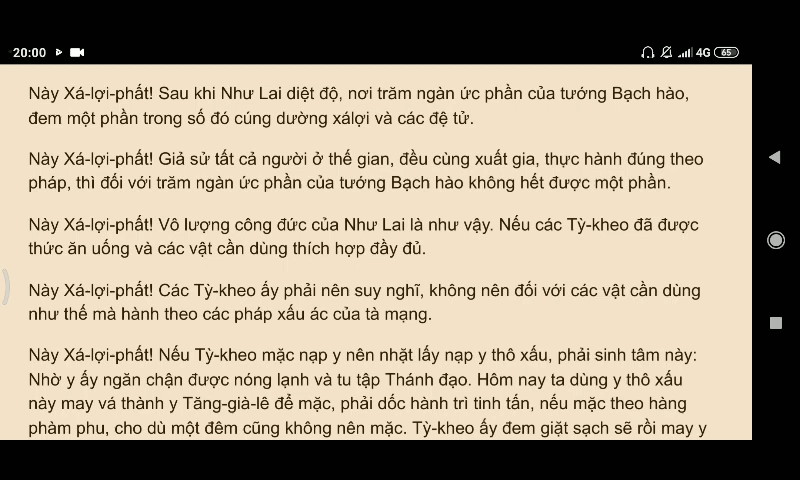 20:00
4G 65
Này Xá-lợi-phất! Sau khi Như Lai diệt độ, nơi trăm ngàn ức phần của tướng Bạch hào,
đem một phần trong số đó cúng dường xálợi và các đệ tử.
Này Xá-lợi-phất! Giả sử tất cả người ở thế gian, đều cùng xuất gia, thực hành đúng theo
pháp, thì đối với trăm ngàn ức phần của tướng Bạch hào không hết được một phần.
Này Xá-lợi-phất! Vô lượng công đức của Như Lai là như vậy. Nếu các Tỳ-kheo đã được
thức ăn uống và các vật cần dùng thích hợp đầy đủ.
Này Xá-lợi-phất! Các Tỳ-kheo ấy phải nên suy nghĩ, không nên đối với các vật cần dùng
như thế mà hành theo các pháp xấu ác của tà mạng.
Này Xá-lợi-phất! Nếu Tỳ-kheo mặc nạp y nên nhặt lấy nạp y thô xấu, phải sinh tâm này:
Nhờ y ấy ngăn chận được nóng lạnh và tu tập Thánh đạo. Hôm nay ta dùng y thô xấu
này may vá thành y Tăng-già-lê để mặc, phải dốc hành trì tinh tấn, nếu mặc theo hàng
phàm phu, cho dù một đêm cũng không nên mặc. Tỳ-kheo ấy đem giặt sạch sẽ rồi may y